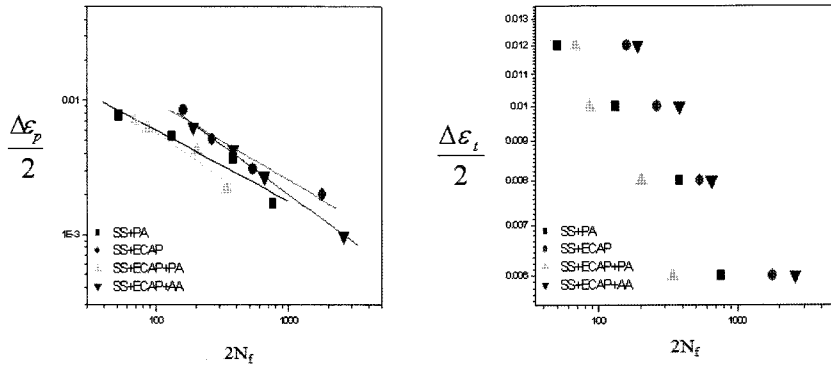 Δε_p / 2
0.01
1E-3
SS+PA
SS+ECAP
SS+ECAP+PA
SS+ECAP+AA
100
1000
2N_f
Δε_t / 2
0.013
0.012
0.011
0.01
0.009
0.008
0.007
0.006
SS+PA
SS+ECAP
SS+ECAP+PA
SS+ECAP+AA
100
1000
2N_f